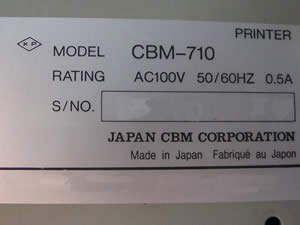 PRINTER
MODEL CBM-710
RATING AC100V 50/60HZ 0.5A
S/NO.
JAPAN CBM CORPORATION
Made in Japan Fabriqué au Japon